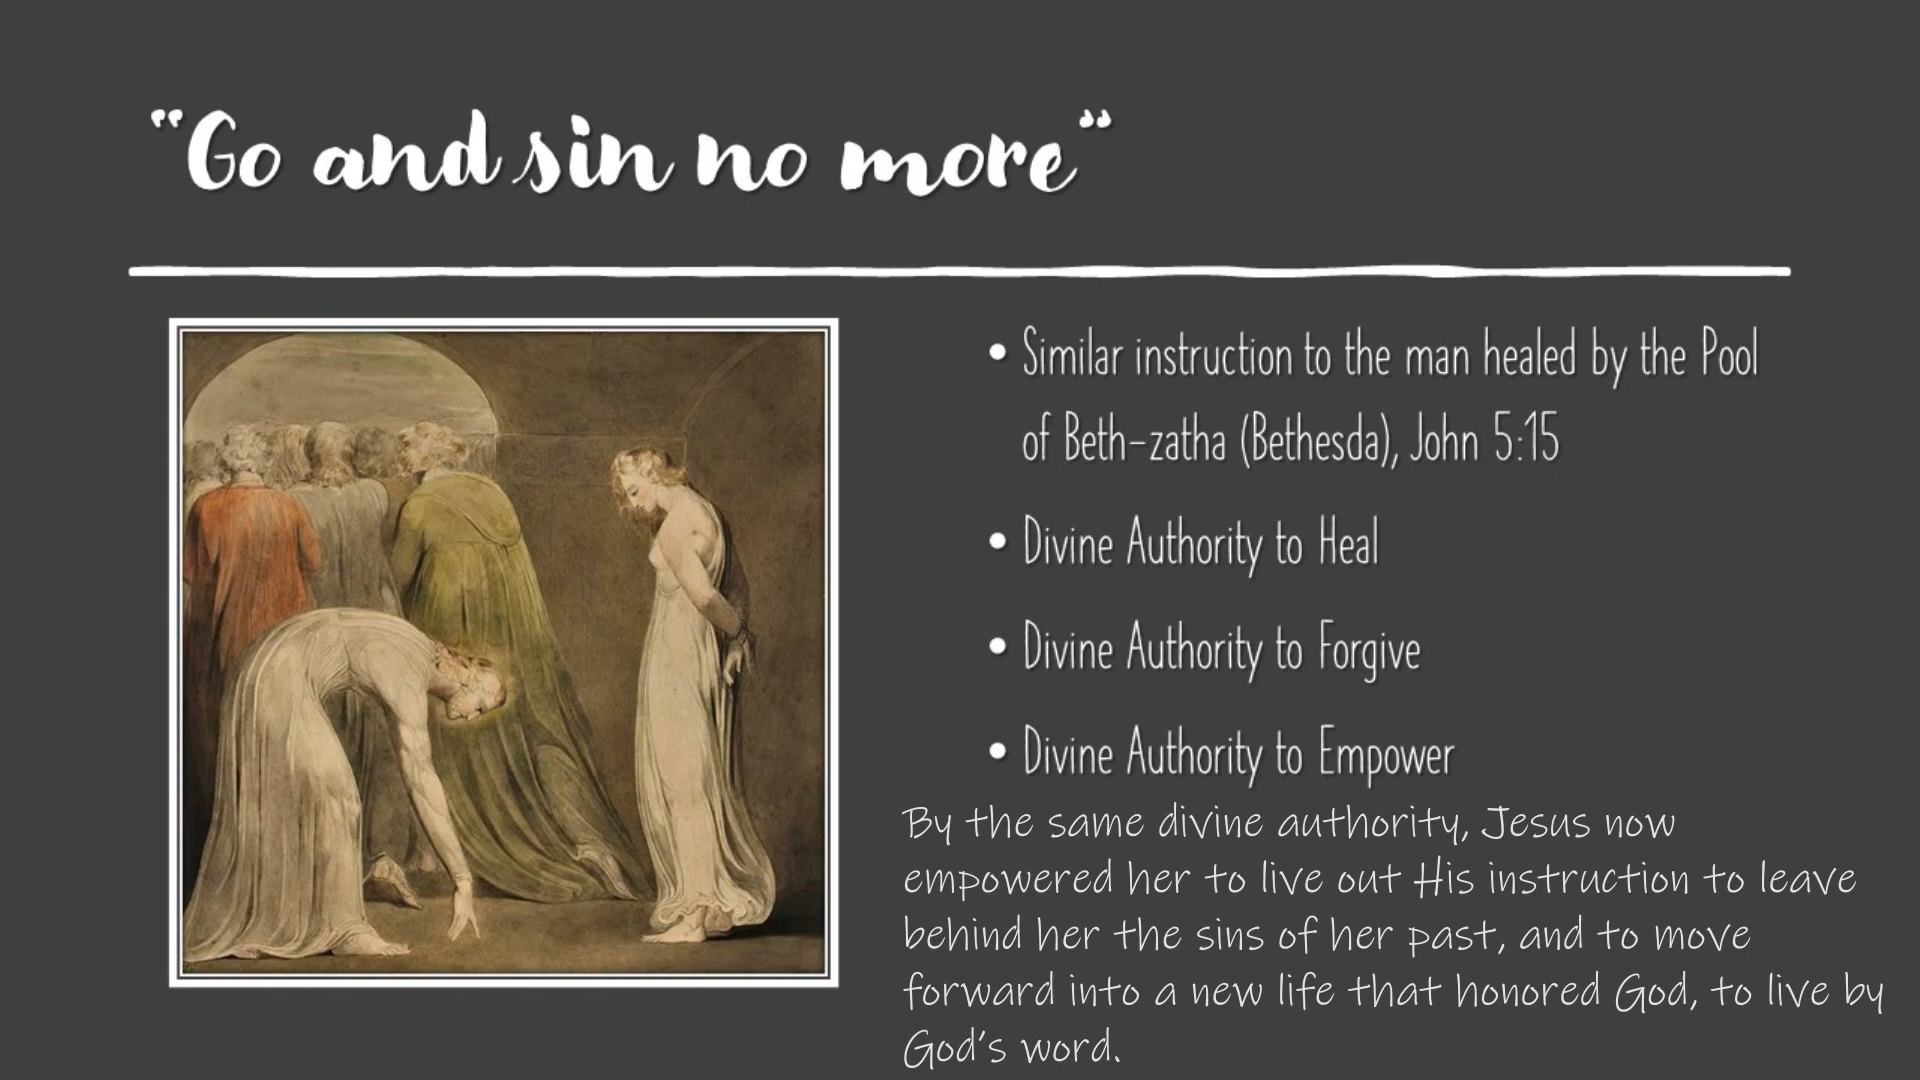 “Go and sin no more”
• Similar instruction to the man healed by the Pool
of Beth-zatha (Bethesda), John 5:15
• Divine Authority to Heal
• Divine Authority to Forgive
• Divine Authority to Empower
By the same divine authority, Jesus now
empowered her to live out His instruction to leave
behind her the sins of her past, and to move
forward into a new life that honored God, to live by
God's word.